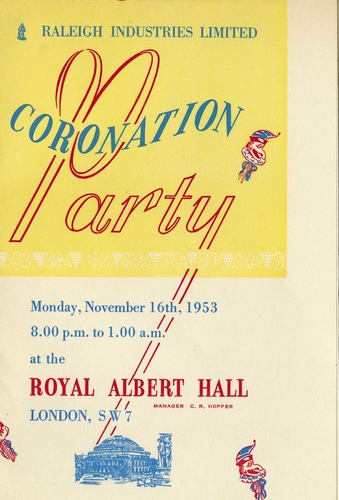 RALEIGH INDUSTRIES LIMITED
CORONATION
Party
Monday, November 16th, 1953
8.00 p.m. to 1.00 a.m.
at the
ROYAL ALBERT HALL
MANAGER C. R. HOPPER
LONDON, S W 7